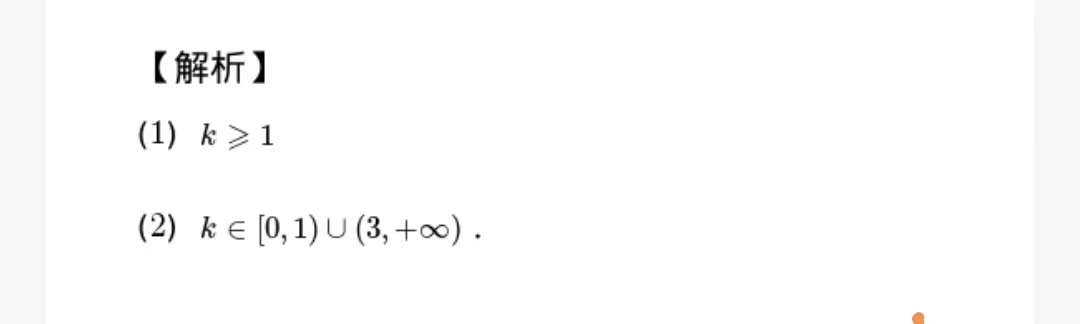 【解析】
(1) k ⩾ 1
(2) k ∈ [0, 1) ∪ (3, +∞) .